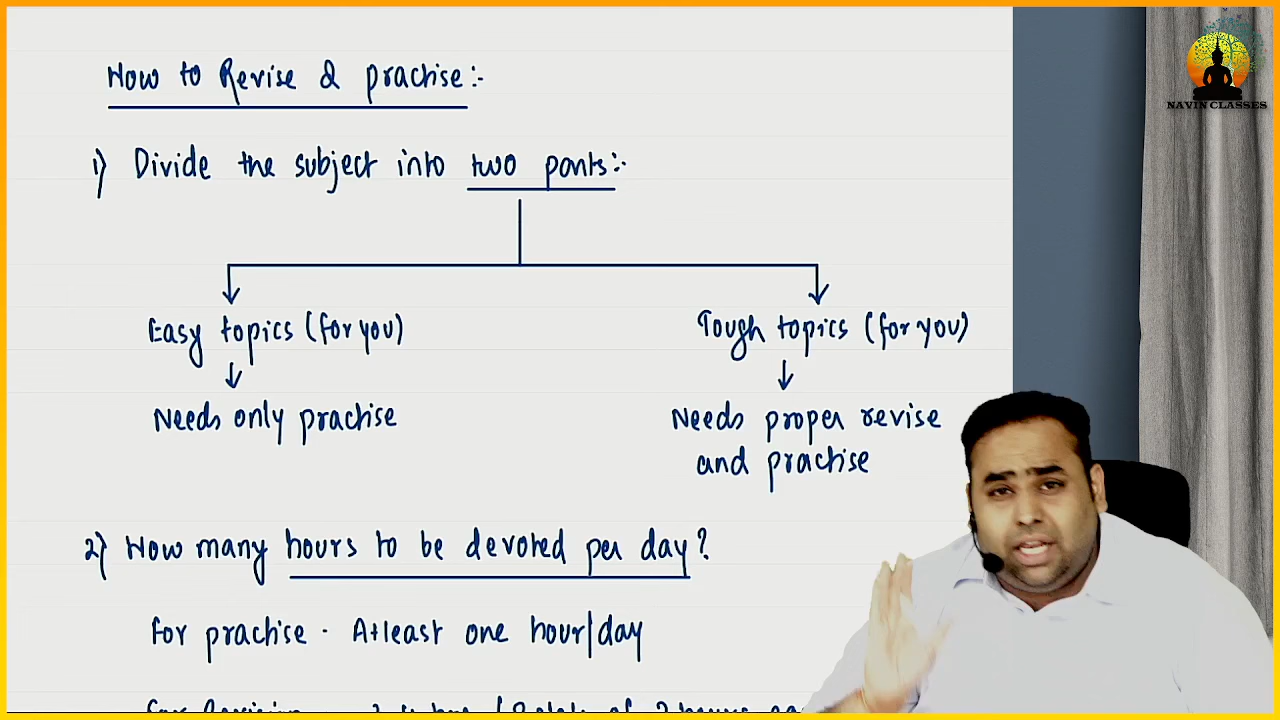 How to Revise & practise:-
NAVIN CLASSES
1) Divide the subject into two parts:-
Easy topics (for you)
Tough topics (for you)
Needs only practise
Needs proper revise
and practise
2) How many hours to be devoted per day?
For practise - Atleast one hour/day
For Revision